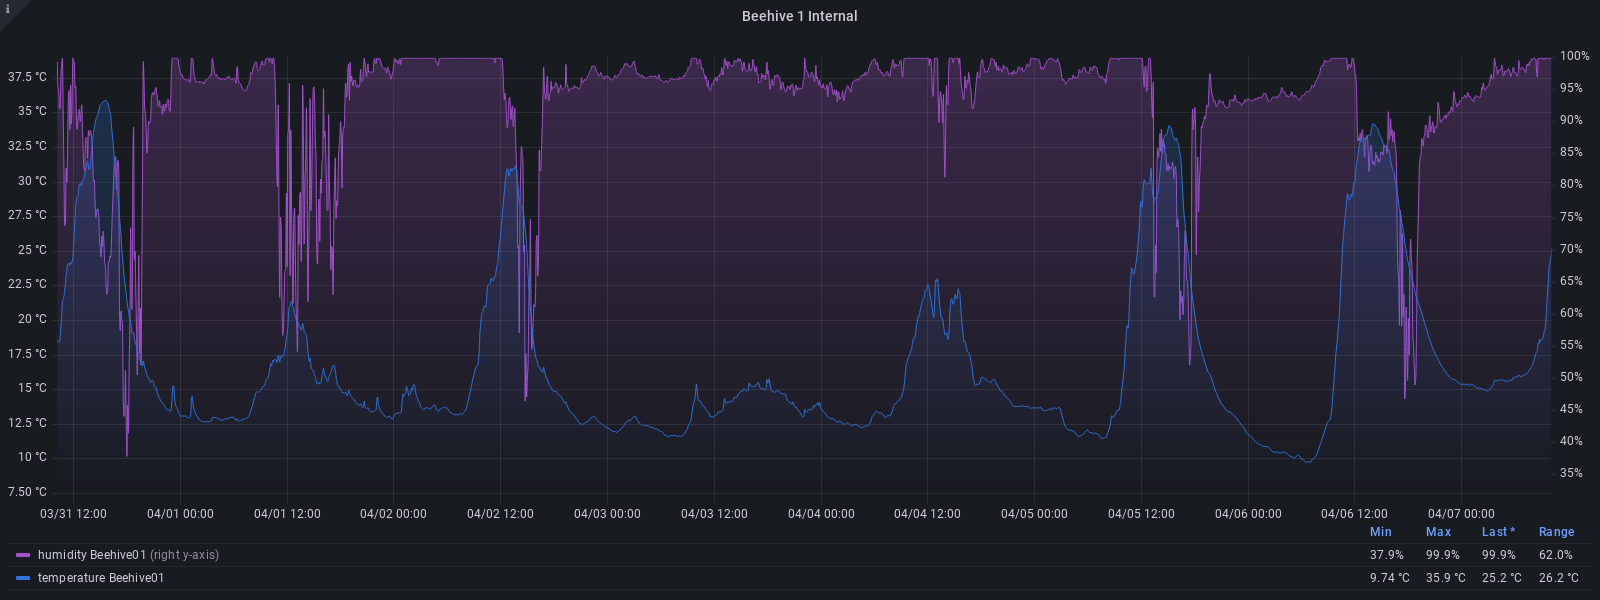 i
Beehive 1 Internal
37.5 °C
35 °C
32.5 °C
30 °C
27.5 °C
25 °C
22.5 °C
20 °C
17.5 °C
15 °C
12.5 °C
10 °C
7.50 °C
100%
95%
90%
85%
80%
75%
70%
65%
60%
55%
50%
45%
40%
35%
03/31 12:00 04/01 00:00 04/01 12:00 04/02 00:00 04/02 12:00 04/03 00:00 04/03 12:00 04/04 00:00 04/04 12:00 04/05 00:00 04/05 12:00 04/06 00:00 04/06 12:00 04/07 00:00
Min Max Last * Range
humidity Beehive01 (right y-axis) 37.9% 99.9% 99.9% 62.0%
temperature Beehive01 9.74 °C 35.9 °C 25.2 °C 26.2 °C